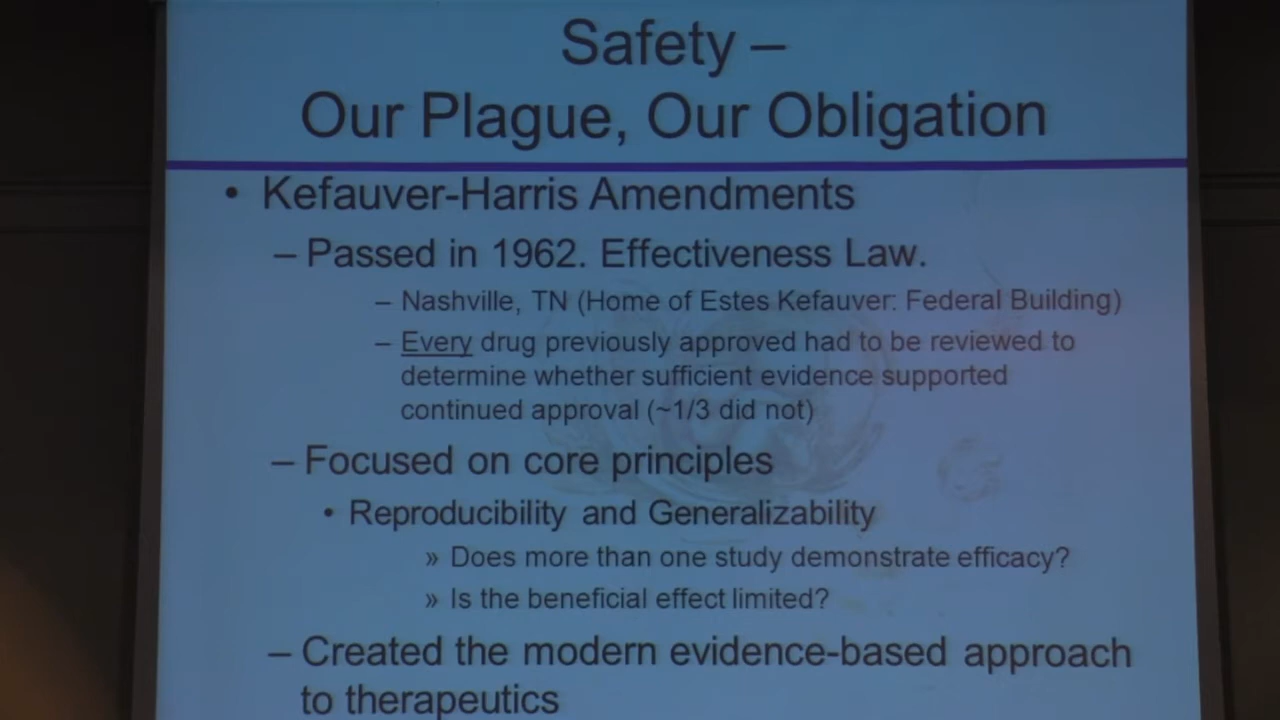 Safety –
Our Plague, Our Obligation
• Kefauver-Harris Amendments
– Passed in 1962. Effectiveness Law.
– Nashville, TN (Home of Estes Kefauver: Federal Building)
– Every drug previously approved had to be reviewed to
determine whether sufficient evidence supported
continued approval (~1/3 did not)
– Focused on core principles
• Reproducibility and Generalizability
» Does more than one study demonstrate efficacy?
» Is the beneficial effect limited?
– Created the modern evidence-based approach
to therapeutics